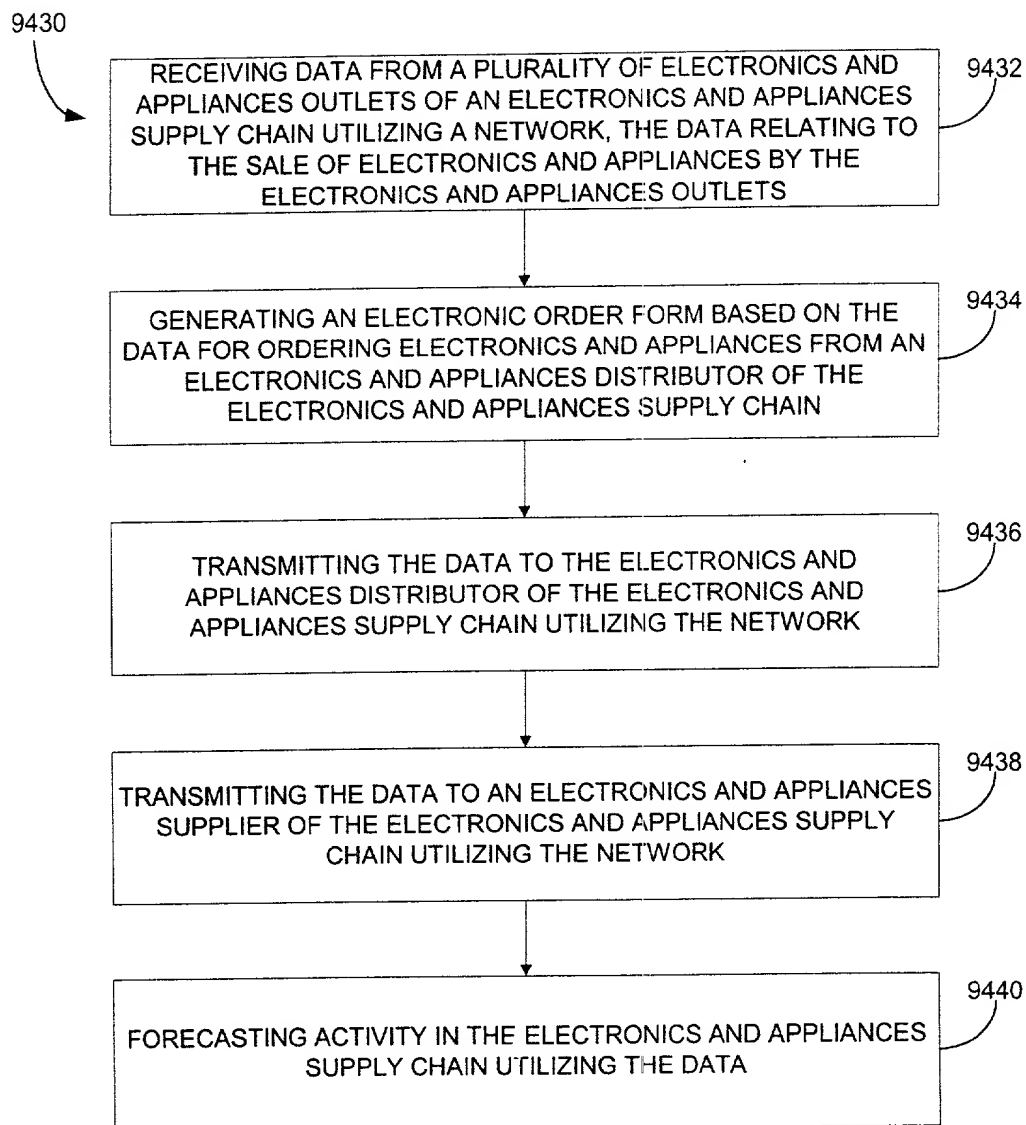 9430
RECEIVING DATA FROM A PLURALITY OF ELECTRONICS AND
APPLIANCES OUTLETS OF AN ELECTRONICS AND APPLIANCES
SUPPLY CHAIN UTILIZING A NETWORK, THE DATA RELATING TO
THE SALE OF ELECTRONICS AND APPLIANCES BY THE
ELECTRONICS AND APPLIANCES OUTLETS
9432
GENERATING AN ELECTRONIC ORDER FORM BASED ON THE
DATA FOR ORDERING ELECTRONICS AND APPLIANCES FROM AN
ELECTRONICS AND APPLIANCES DISTRIBUTOR OF THE
ELECTRONICS AND APPLIANCES SUPPLY CHAIN
9434
TRANSMITTING THE DATA TO THE ELECTRONICS AND
APPLIANCES DISTRIBUTOR OF THE ELECTRONICS AND
APPLIANCES SUPPLY CHAIN UTILIZING THE NETWORK
9436
TRANSMITTING THE DATA TO AN ELECTRONICS AND APPLIANCES
SUPPLIER OF THE ELECTRONICS AND APPLIANCES SUPPLY
CHAIN UTILIZING THE NETWORK
9438
FORECASTING ACTIVITY IN THE ELECTRONICS AND APPLIANCES
SUPPLY CHAIN UTILIZING THE DATA
9440